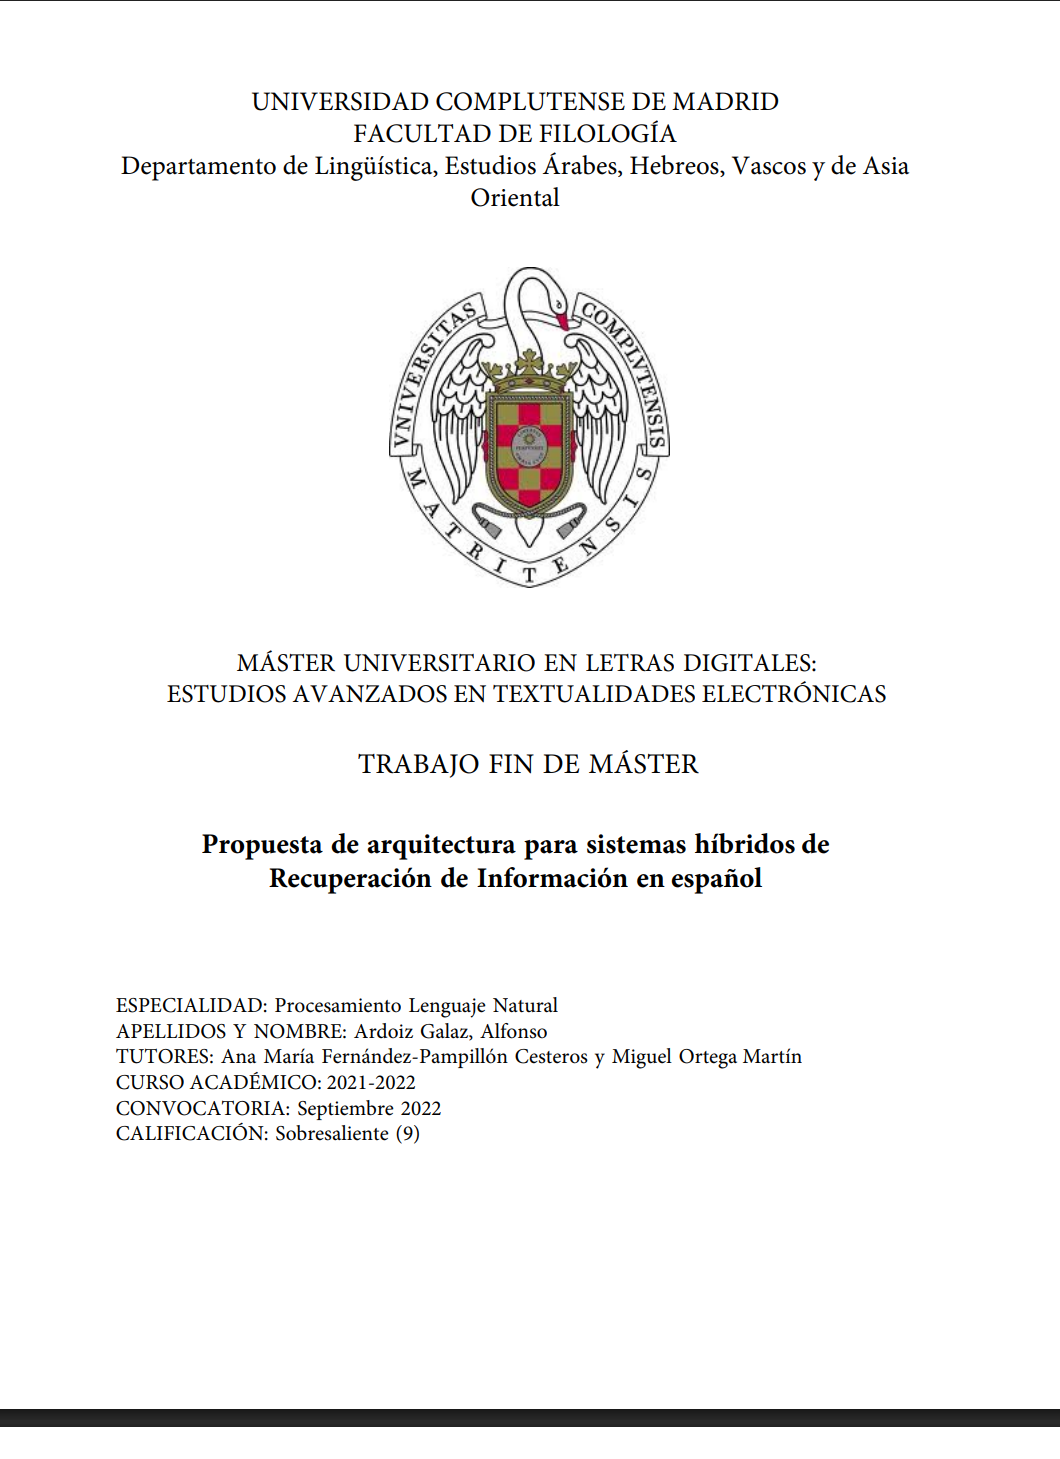 UNIVERSIDAD COMPLUTENSE DE MADRID
FACULTAD DE FILOLOGÍA
Departamento de Lingüística, Estudios Árabes, Hebreos, Vascos y de Asia
Oriental
VNIVERSITAS COMPLVTENSIS
MATRITENSIS
MÁSTER UNIVERSITARIO EN LETRAS DIGITALES:
ESTUDIOS AVANZADOS EN TEXTUALIDADES ELECTRÓNICAS
TRABAJO FIN DE MÁSTER
Propuesta de arquitectura para sistemas híbridos de
Recuperación de Información en español
ESPECIALIDAD: Procesamiento Lenguaje Natural
APELLIDOS Y NOMBRE: Ardoiz Galaz, Alfonso
TUTORES: Ana María Fernández-Pampillón Cesteros y Miguel Ortega Martín
CURSO ACADÉMICO: 2021-2022
CONVOCATORIA: Septiembre 2022
CALIFICACIÓN: Sobresaliente (9)